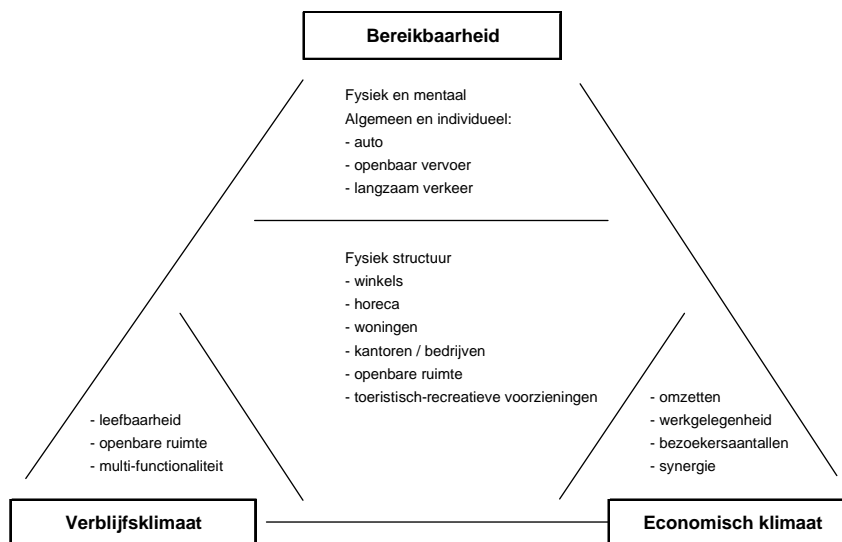 Bereikbaarheid
Fysiek en mentaal
Algemeen en individueel:
- auto
- openbaar vervoer
- langzaam verkeer
Fysiek structuur
- winkels
- horeca
- woningen
- kantoren / bedrijven
- openbare ruimte
- toeristisch-recreatieve voorzieningen
- leefbaarheid
- openbare ruimte
- multi-functionaliteit
- omzetten
- werkgelegenheid
- bezoekersaantallen
- synergie
Verblijfsklimaat
Economisch klimaat